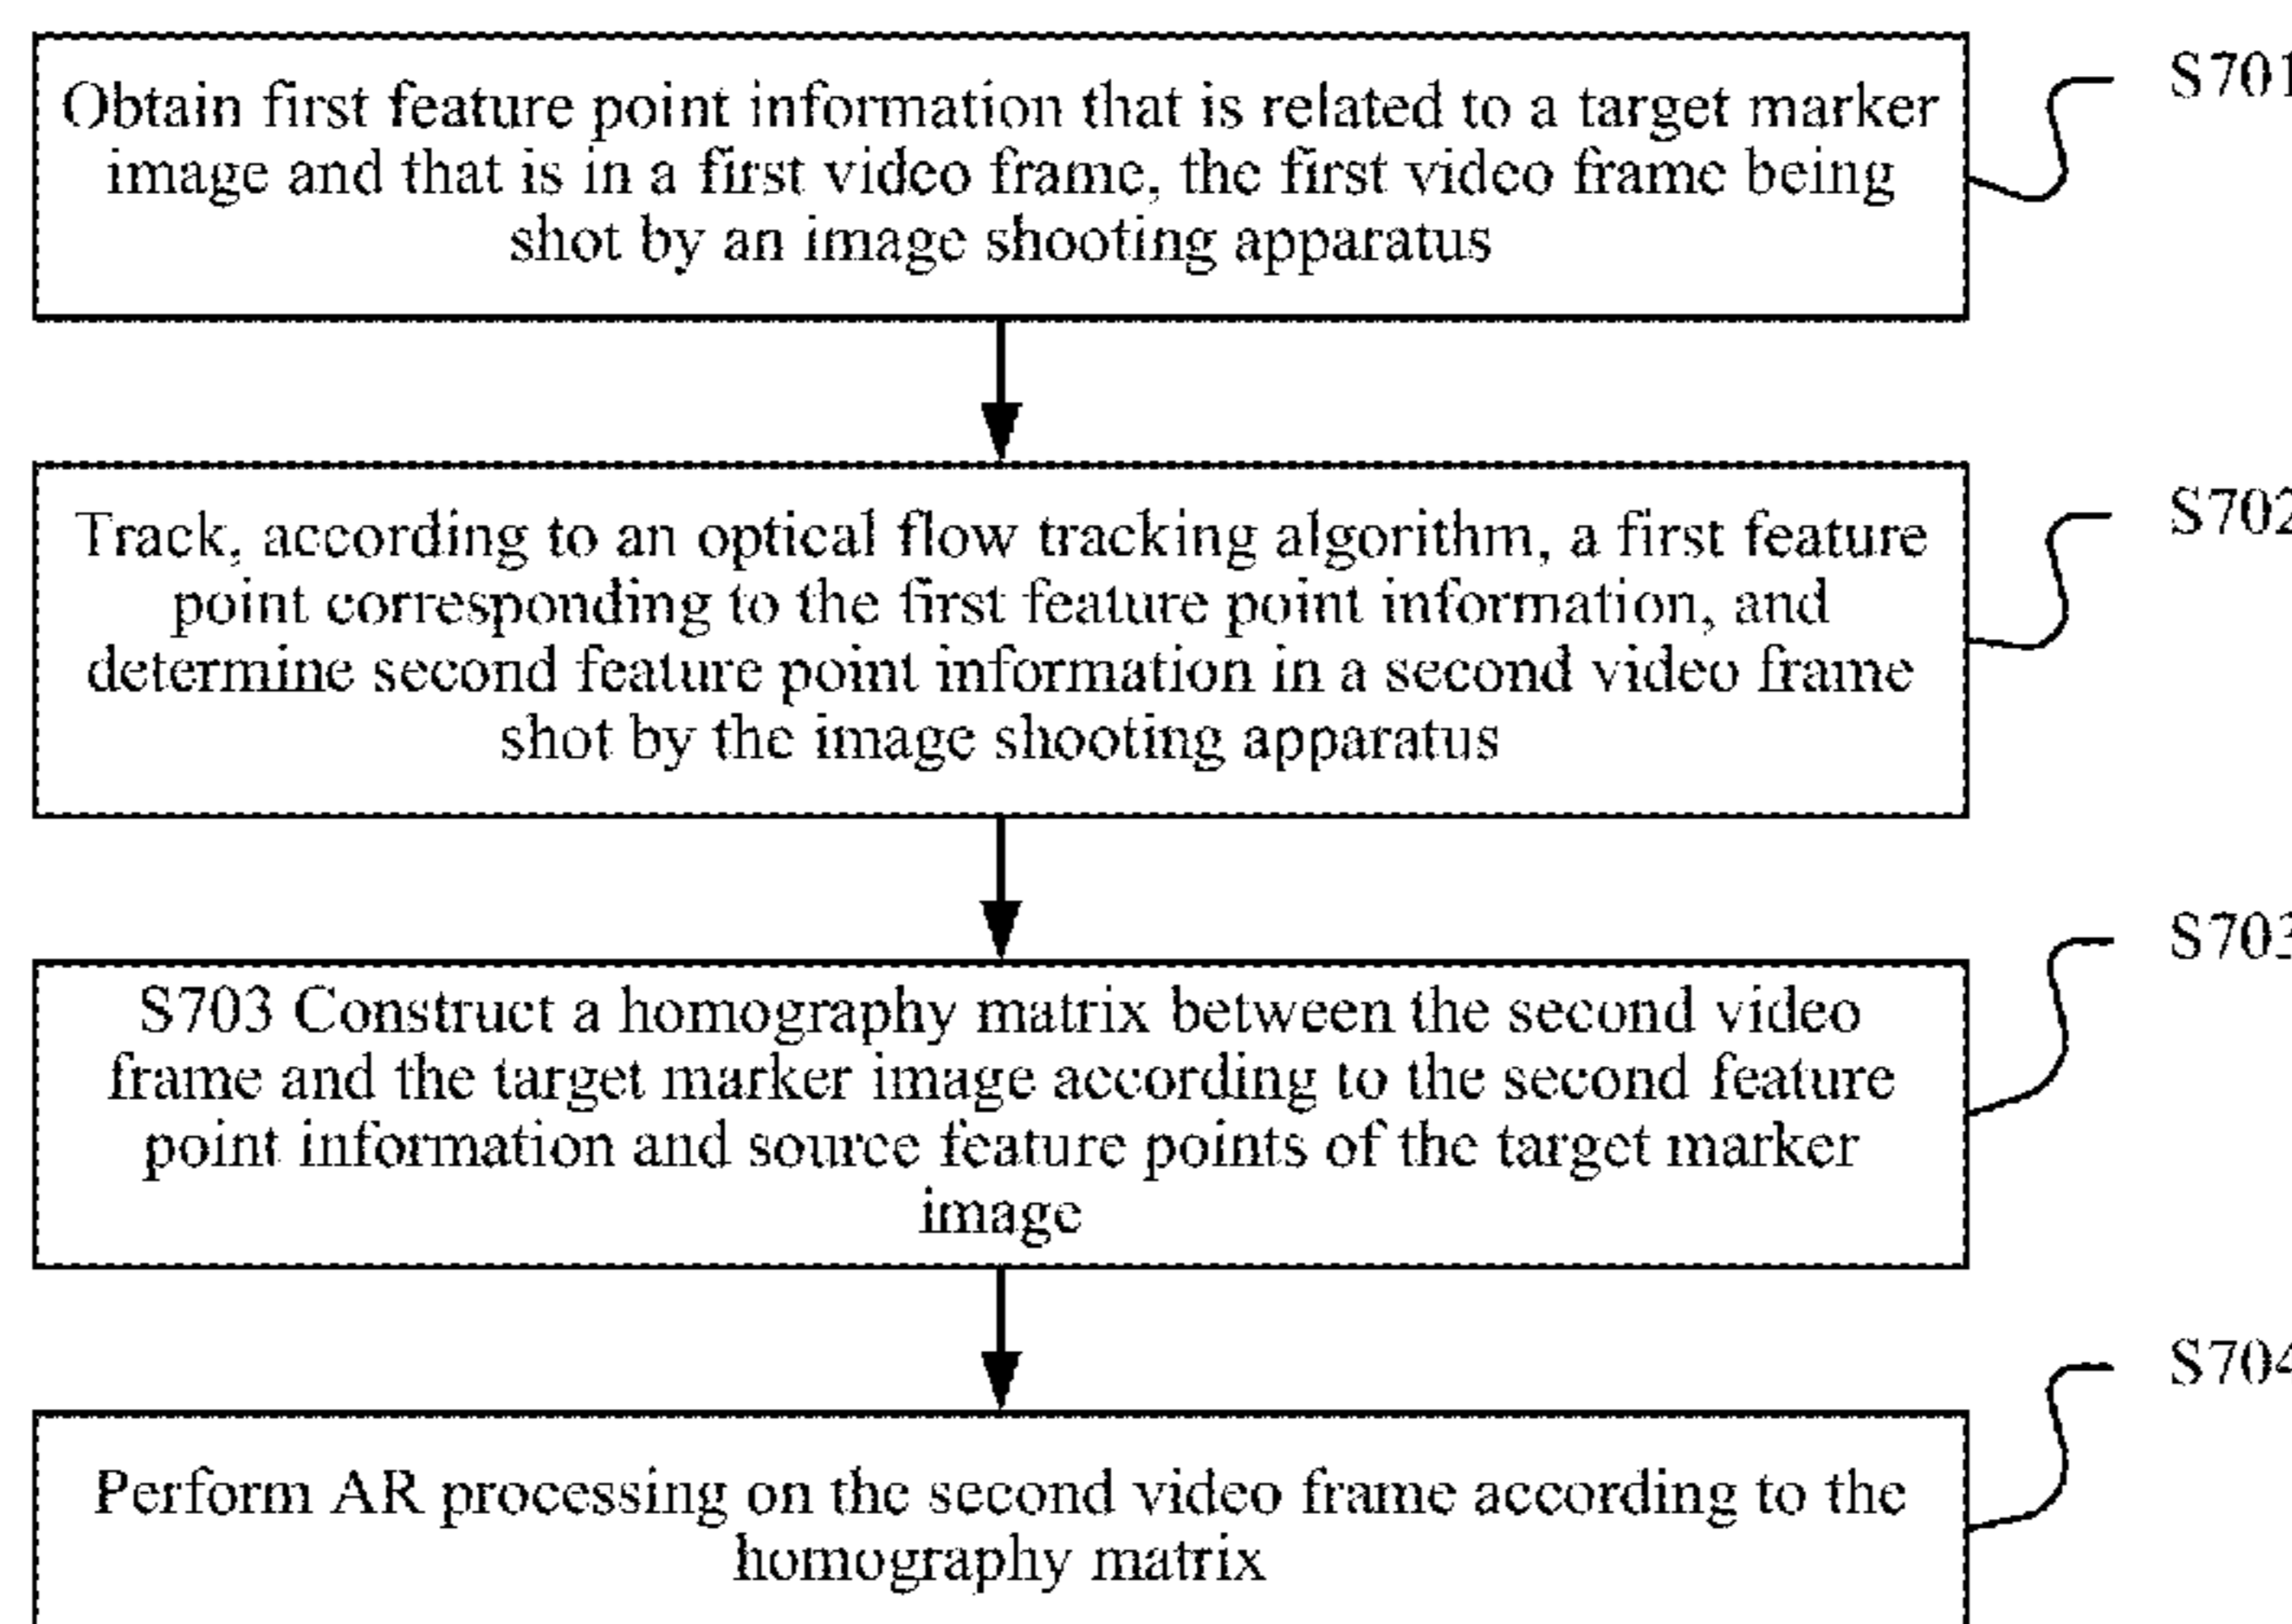 Obtain first feature point information that is related to a target marker
image and that is in a first video frame, the first video frame being
shot by an image shooting apparatus
S701
Track, according to an optical flow tracking algorithm, a first feature
point corresponding to the first feature point information, and
determine second feature point information in a second video frame
shot by the image shooting apparatus
S702
S703 Construct a homography matrix between the second video
frame and the target marker image according to the second feature
point information and source feature points of the target marker
image
S703
Perform AR processing on the second video frame according to the
homography matrix
S704